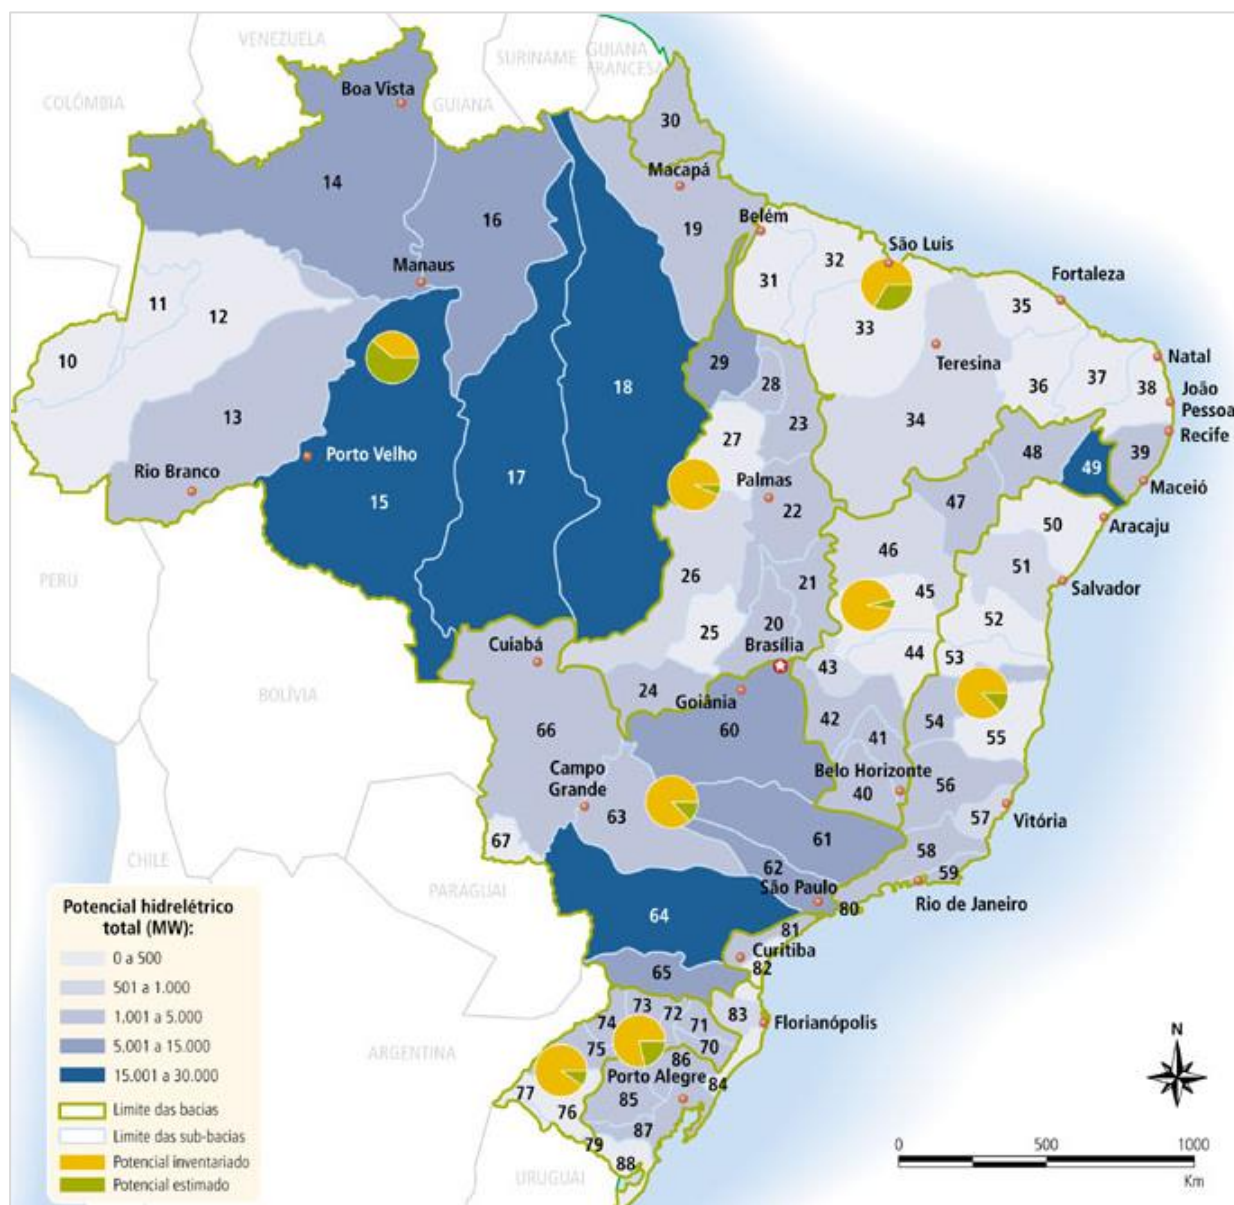 VENEZUELA
SURINAME
GUIANA
FRANCESA
COLÔMBIA
Boa Vista
GUIANA
30
14
Macapá
16
19
Belém
32
São Luis
Manaus
31
Fortaleza
11
12
35
33
10
29
Teresina
Natal
18
28
36
37
38
João
Pessoa
13
34
23
27
Recife
48
39
Porto Velho
49
Rio Branco
17
Palmas
Maceió
15
47
22
50
Aracaju
PERU
46
51
26
21
Salvador
45
20
52
25
Cuiabá
Brasília
44
53
43
BOLÍVIA
24
Goiânia
42
54
60
41
55
66
Campo
Grande
Belo Horizonte
56
40
63
57
Vitória
67
61
58
CHILE
62
59
São Paulo
PARAGUAI
80
Rio de Janeiro
64
81
Curitiba
82
65
73
72
83
74
71
Florianópolis
ARGENTINA
75
70
86
Porto Alegre
84
77
85
76
87
79
88
URUGUAI
Potencial hidrelétrico
total (MW):
0 a 500
501 a 1.000
1.001 a 5.000
5.001 a 15.000
15.001 a 30.000
Limite das bacias
Limite das sub-bacias
Potencial inventariado
Potencial estimado
N
0 500 1000
Km